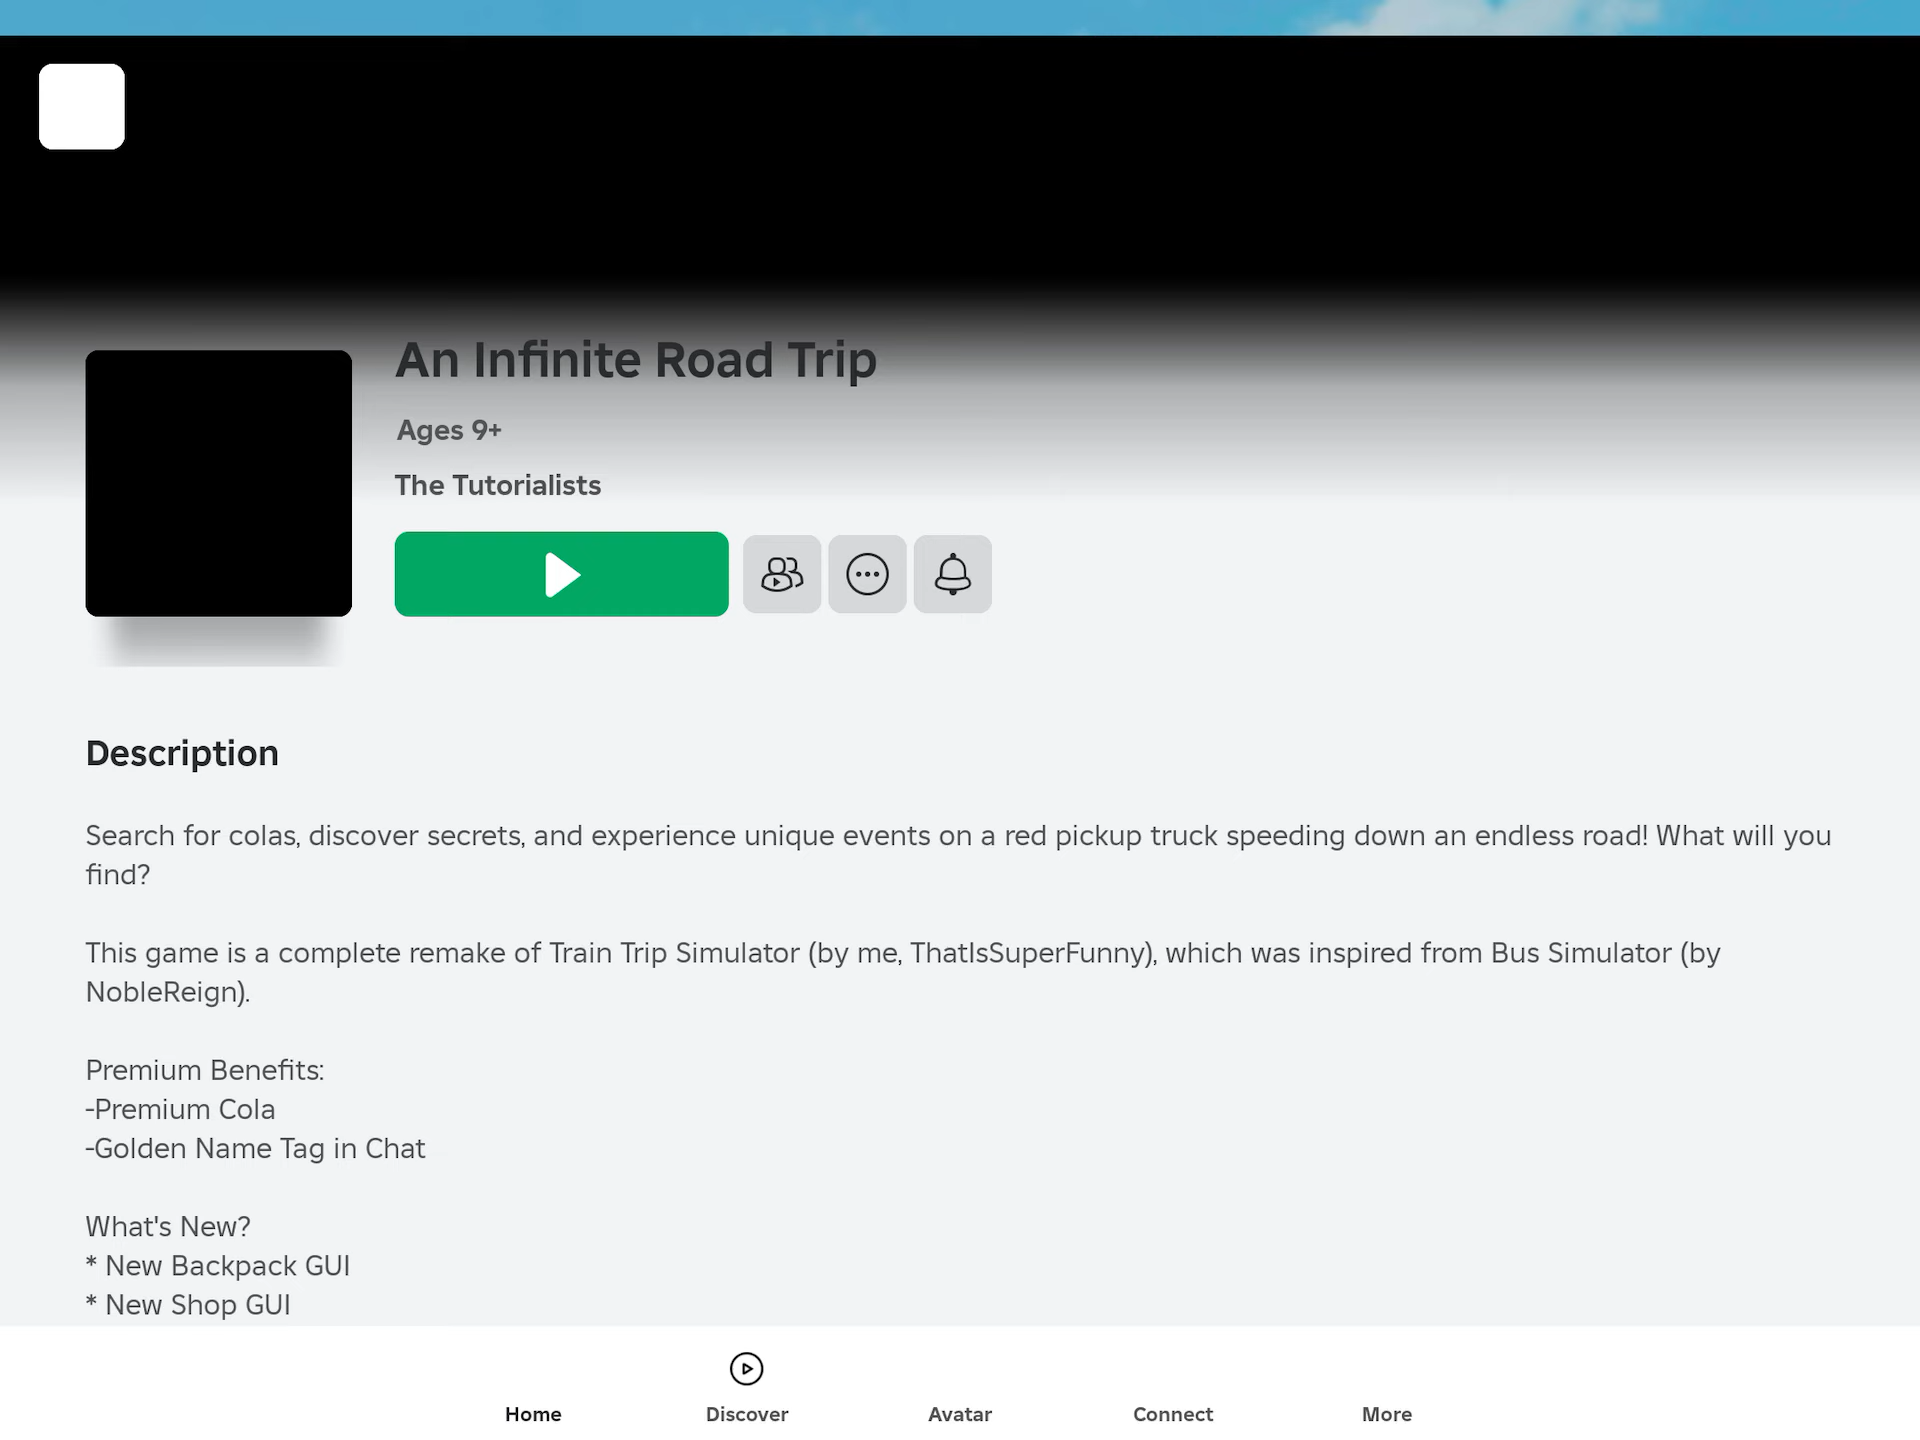 An Infinite Road Trip
Ages 9+
The Tutorialists
Description
Search for colas, discover secrets, and experience unique events on a red pickup truck speeding down an endless road! What will you
find?
This game is a complete remake of Train Trip Simulator (by me, ThatIsSuperFunny), which was inspired from Bus Simulator (by
NobleReign).
Premium Benefits:
-Premium Cola
-Golden Name Tag in Chat
What's New?
* New Backpack GUI
* New Shop GUI
Home
Discover
Avatar
Connect
More